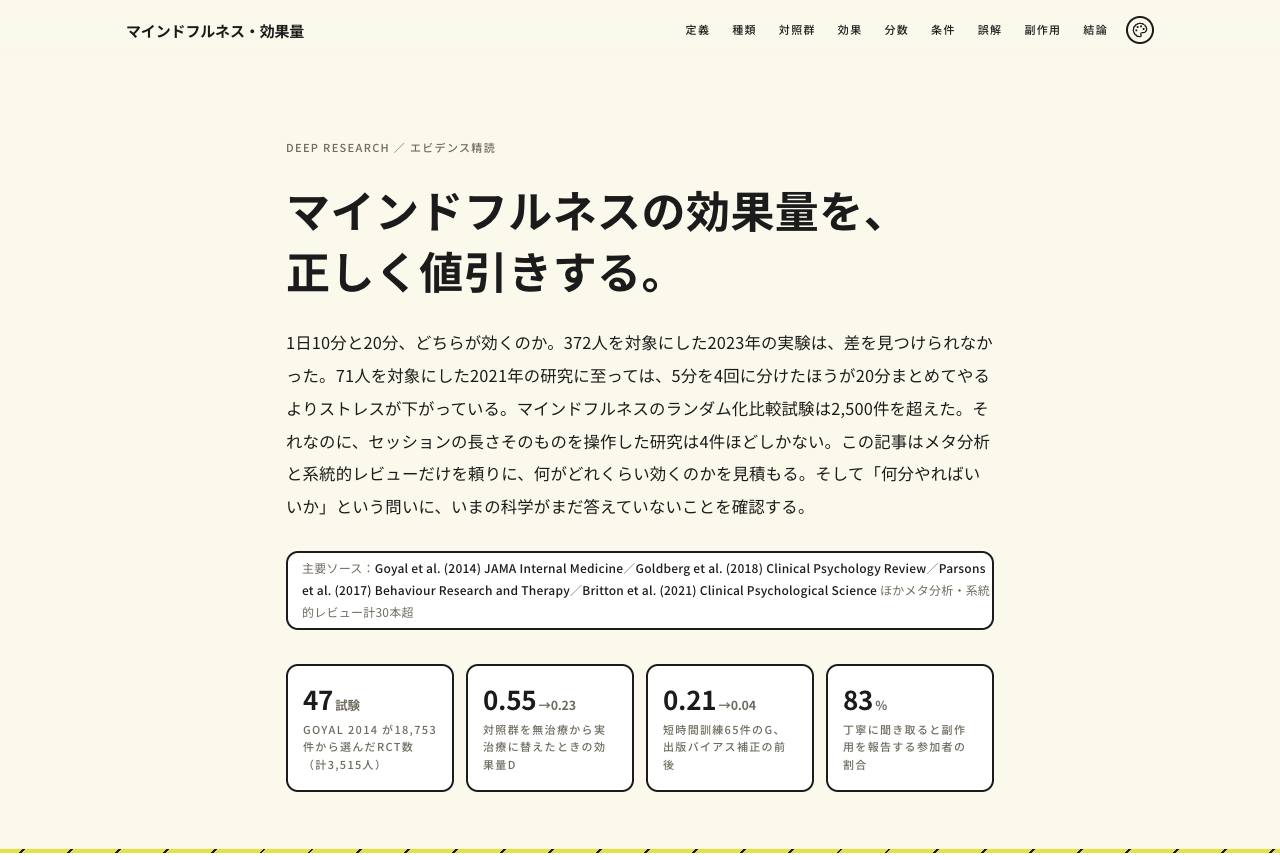 マインドフルネス・効果量
定義 種類 対照群 効果 分数 条件 誤解 副作用 結論
DEEP RESEARCH ／ エビデンス精読
マインドフルネスの効果量を、
正しく値引きする。
1日10分と20分、どちらが効くのか。372人を対象にした2023年の実験は、差を見つけられなか
った。71人を対象にした2021年の研究に至っては、5分を4回に分けたほうが20分まとめてやる
よりストレスが下がっている。マインドフルネスのランダム化比較試験は2,500件を超えた。そ
れなのに、セッションの長さそのものを操作した研究は4件ほどしかない。この記事はメタ分析
と系統的レビューだけを頼りに、何がどれくらい効くのかを見積もる。そして「何分やればい
いか」という問いに、いまの科学がまだ答えていないことを確認する。
主要ソース：Goyal et al. (2014) JAMA Internal Medicine／Goldberg et al. (2018) Clinical Psychology Review／Parsons
et al. (2017) Behaviour Research and Therapy／Britton et al. (2021) Clinical Psychological Science ほかメタ分析・系統
的レビュー計30本超
47 試験
GOYAL 2014 が18,753
件から選んだRCT数
（計3,515人）
0.55 →0.23
対照群を無治療から実
治療に替えたときの効
果量D
0.21 →0.04
短時間訓練65件のG、
出版バイアス補正の前
後
83 %
丁寧に聞き取ると副作
用を報告する参加者の
割合